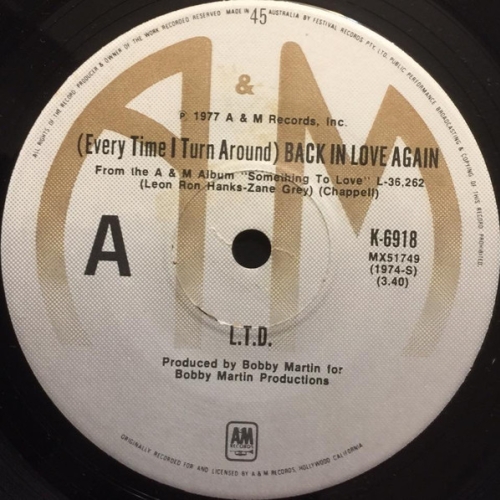 ALL RIGHTS OF THE RECORD PRODUCER & OWNER OF THE WORK RECORDED RESERVED MADE IN AUSTRALIA BY FESTIVAL RECORDS PTY. LTD. PUBLIC PERFORMANCE BROADCASTING & COPYING OF THIS RECORD PROHIBITED.
45
A & M
℗ 1977 A & M Records, Inc.
(Every Time I Turn Around) BACK IN LOVE AGAIN
From the A & M Album "Something To Love" L-36,262
(Leon Ron Hanks-Zane Grey) (Chappell)
A
K-6918
MX51749
(1974-S)
(3.40)
L.T.D.
Produced by Bobby Martin for
Bobby Martin Productions
AM
RECORDS
ORIGINALLY RECORDED FOR AND LICENSED BY A & M RECORDS, HOLLYWOOD CALIFORNIA.